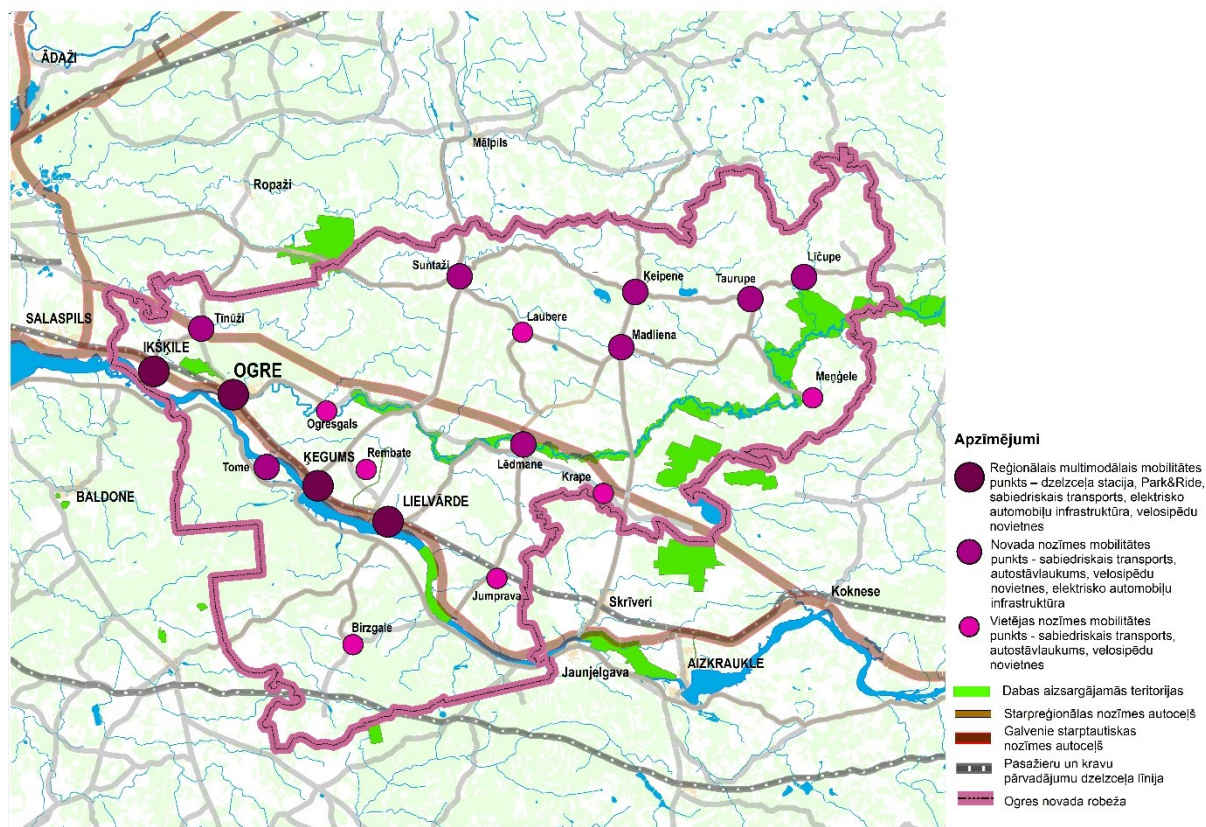 ĀDAŽI
Mālpils
Ropaži
Suntaži
Ķeipene
Taurupe
Līčupe
SALASPILS
Tīnūži
Laubere
Madliena
IKŠĶILE
OGRE
Meņģele
Ogresgals
Tome
ĶEGUMS
Rembate
Lēdmane
Krape
BALDONE
LIELVĀRDE
Jumprava
Skrīveri
Koknese
Birzgale
Jaunjelgava
AIZKRAUKLE
Apzīmējumi
Reģionālais multimodālais mobilitātes
punkts – dzelzceļa stacija, Park&Ride,
sabiedriskais transports, elektrisko
automobiļu infrastruktūra, velosipēdu
novietnes
Novada nozīmes mobilitātes
punkts - sabiedriskais transports,
autostāvlaukums, velosipēdu
novietnes, elektrisko automobiļu
infrastruktūra
Vietējas nozīmes mobilitātes
punkts - sabiedriskais transports,
autostāvlaukums, velosipēdu
novietnes
Dabas aizsargājamās teritorijas
Starpreģionālas nozīmes autoceļš
Galvenie starptautiskas
nozīmes autoceļš
Pasažieru un kravu
pārvadājumu dzelzceļa līnija
Ogres novada robeža